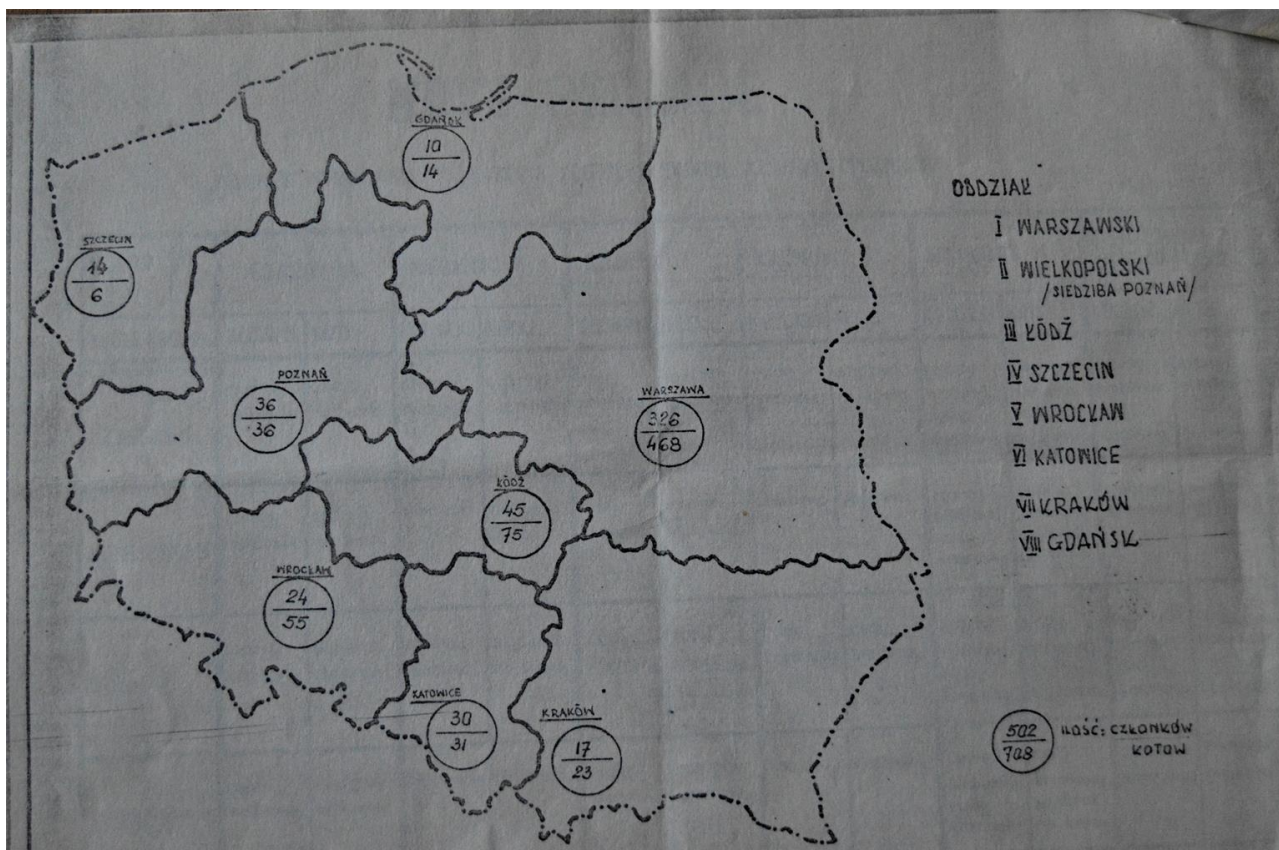 GDAŃSK
10
14
SZCZECIN
14
6
POZNAŃ
36
36
WARSZAWA
326
468
ŁÓDŹ
45
75
WROCŁAW
24
55
KATOWICE
30
31
KRAKÓW
17
23
ODDZIAŁ
I WARSZAWSKI
II WIELKOPOLSKI
/SIEDZIBA POZNAŃ/
III ŁÓDŹ
IV SZCZECIN
V WROCŁAW
VI KATOWICE
VII KRAKÓW
VIII GDAŃSK
502
708
ILOŚĆ: CZŁONKÓW
KOTÓW